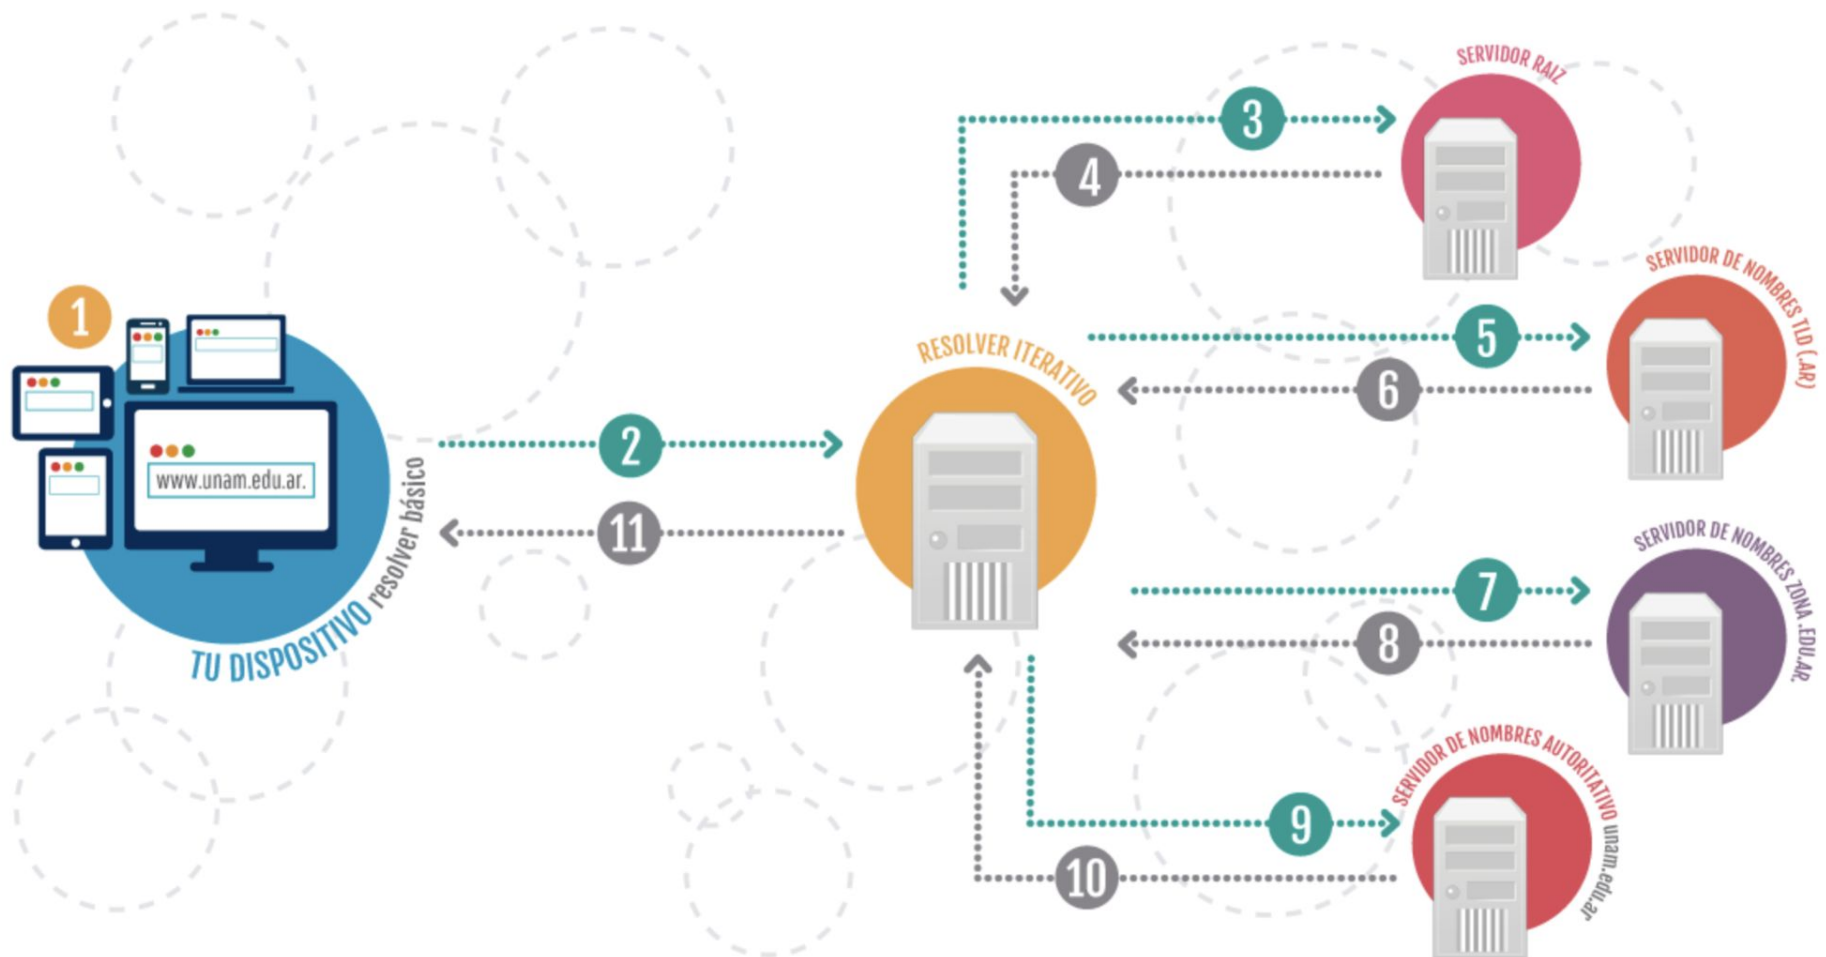 1
www.unam.edu.ar.
TU DISPOSITIVO resolver básico
2
11
RESOLVER ITERATIVO
3
4
SERVIDOR RAIZ
5
6
SERVIDOR DE NOMBRES TLD (.AR)
7
8
SERVIDOR DE NOMBRES ZONA .EDU.AR.
9
10
SERVIDOR DE NOMBRES AUTORITATIVO unam.edu.ar